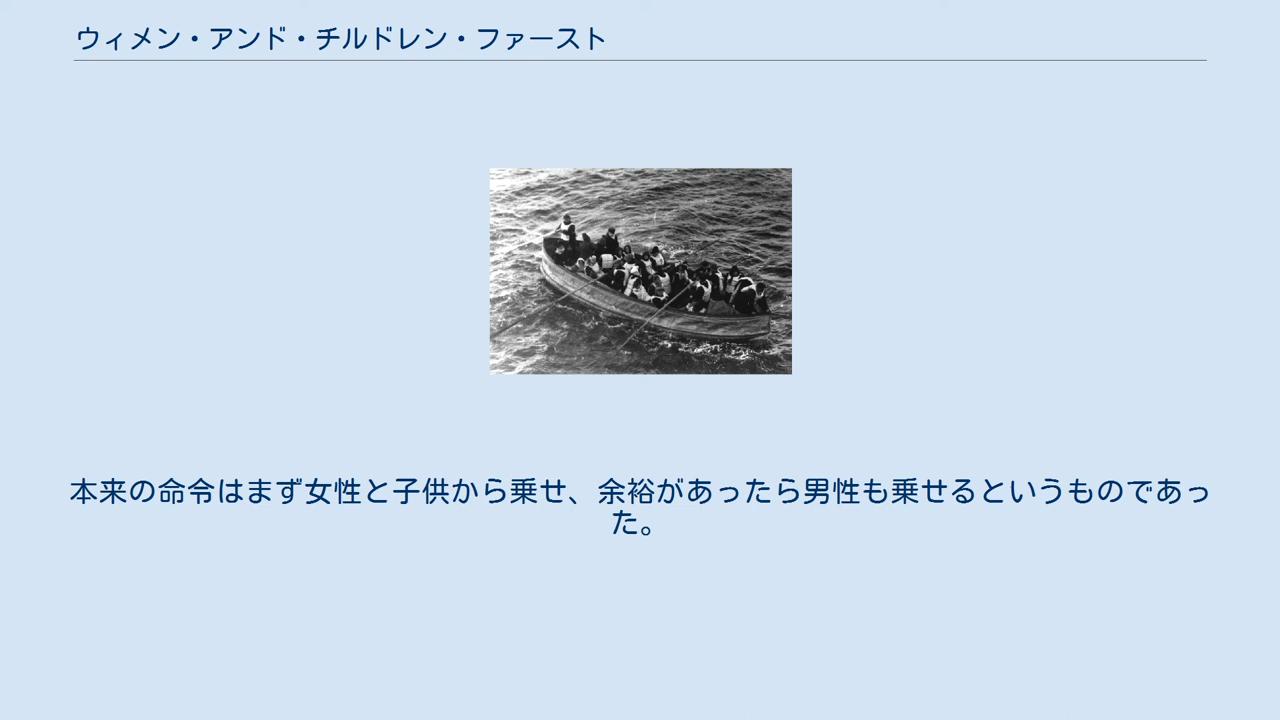 ウィメン・アンド・チルドレン・ファースト
本来の命令はまず女性と子供から乗せ、余裕があったら男性も乗せるというものであっ
た。